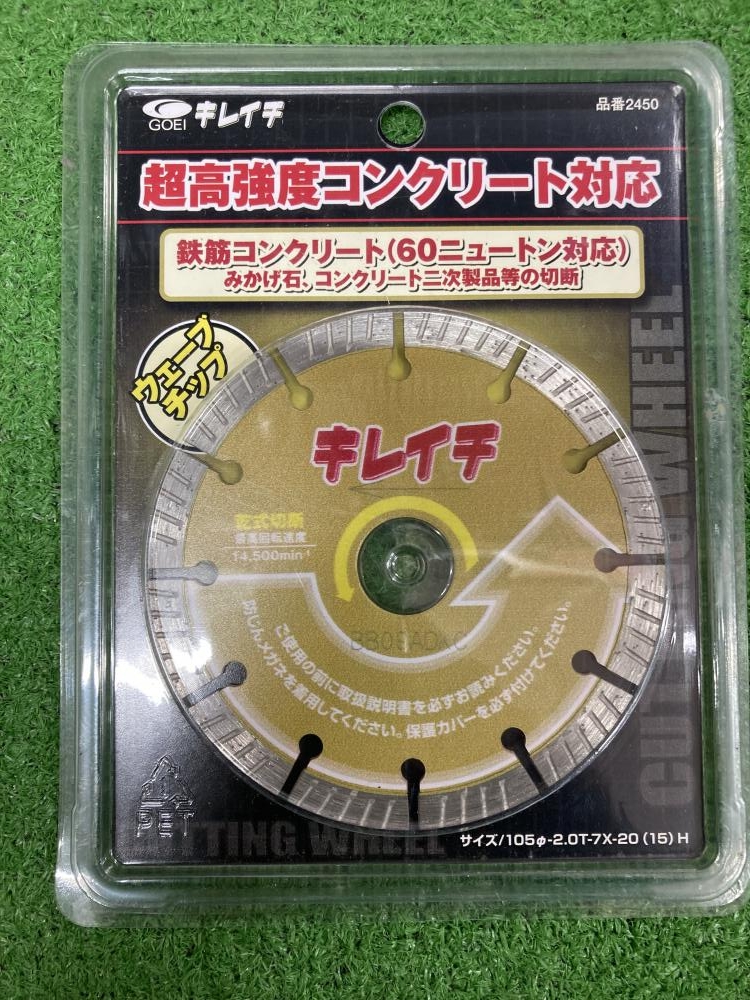 GOEI キレイチ
品番2450
超高強度コンクリート対応
鉄筋コンクリート(60ニュートン対応)
みかげ石、コンクリート二次製品等の切断
ウェーブ
チップ
キレイチ
乾式切断
最高回転速度
14,500min⁻¹
ご使用の前に取扱説明書を必ずお読みください。
防じんメガネを着用してください。保護カバーを必ず付けてください。
PET
CUTTING WHEEL
CUTTING WHEEL
サイズ/105φ-2.0T-7X-20(15)H